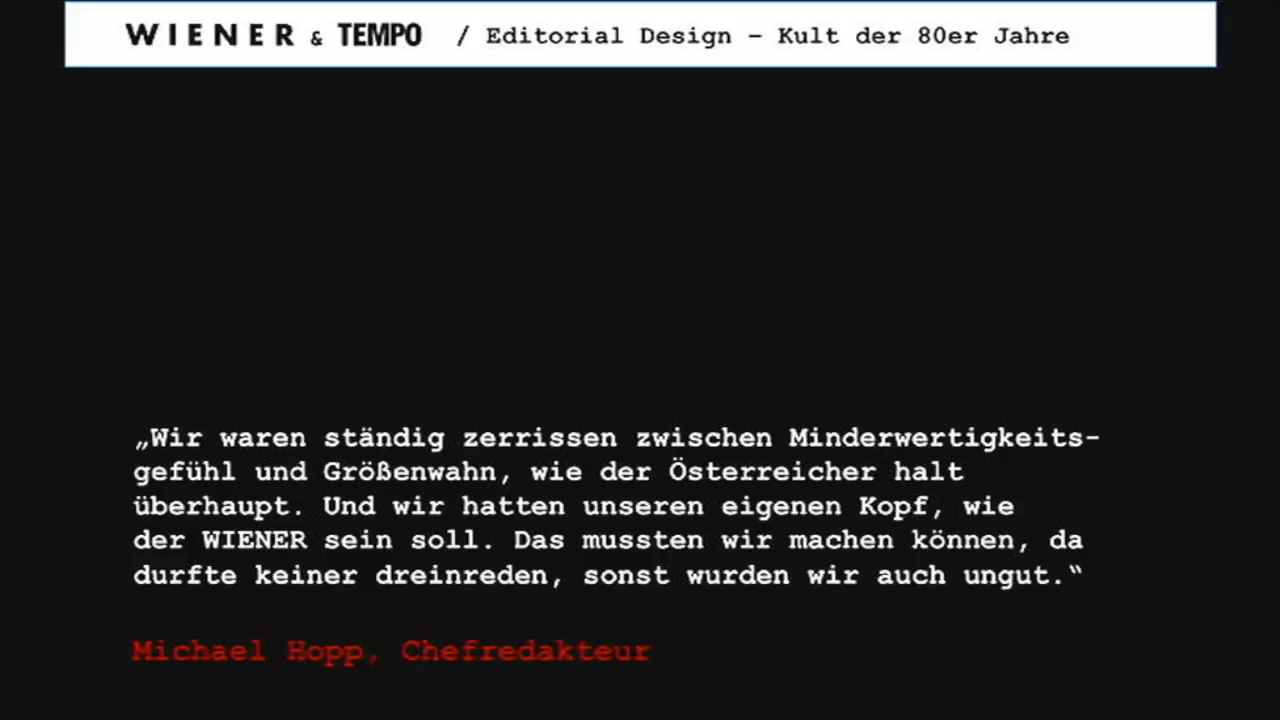 WIENER & TEMPO / Editorial Design – Kult der 80er Jahre
„Wir waren ständig zerrissen zwischen Minderwertigkeits-
gefühl und Größenwahn, wie der Österreicher halt
überhaupt. Und wir hatten unseren eigenen Kopf, wie
der WIENER sein soll. Das mussten wir machen können, da
durfte keiner dreinreden, sonst wurden wir auch ungut.‟
Michael Hopp, Chefredakteur